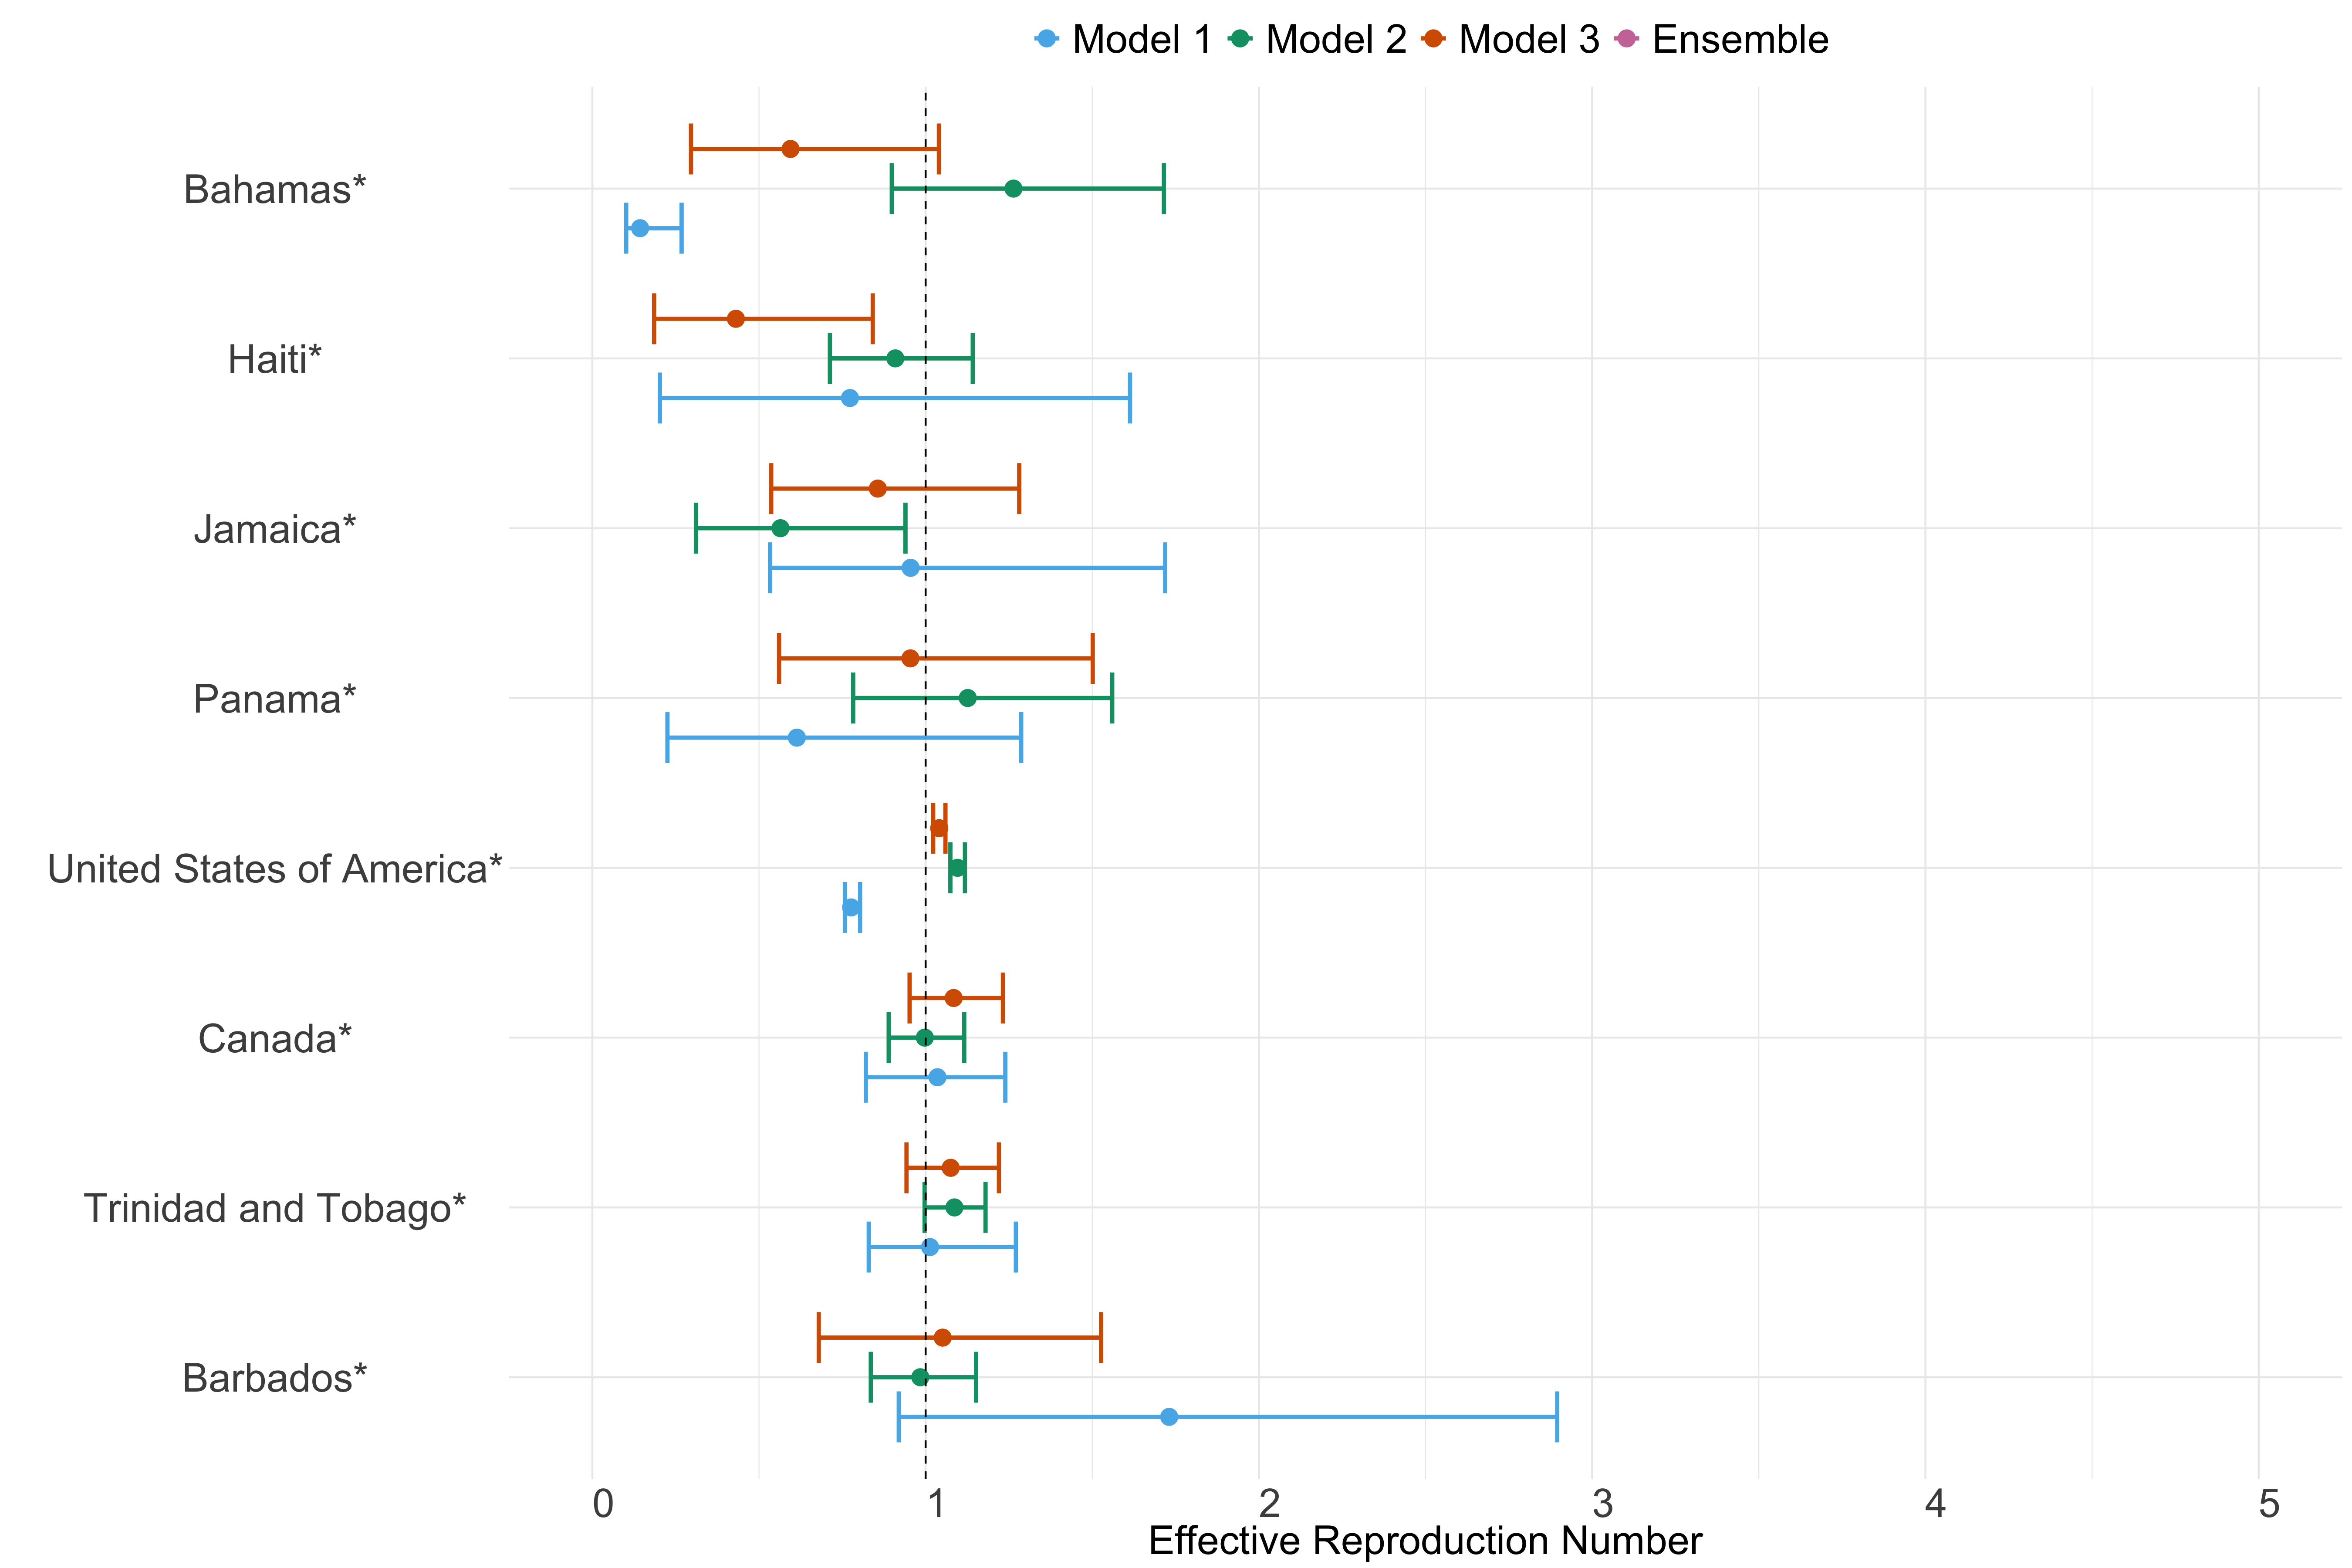 Model 1 Model 2 Model 3 Ensemble
Bahamas*
Haiti*
Jamaica*
Panama*
United States of America*
Canada*
Trinidad and Tobago*
Barbados*
0 1 2 3 4 5
Effective Reproduction Number